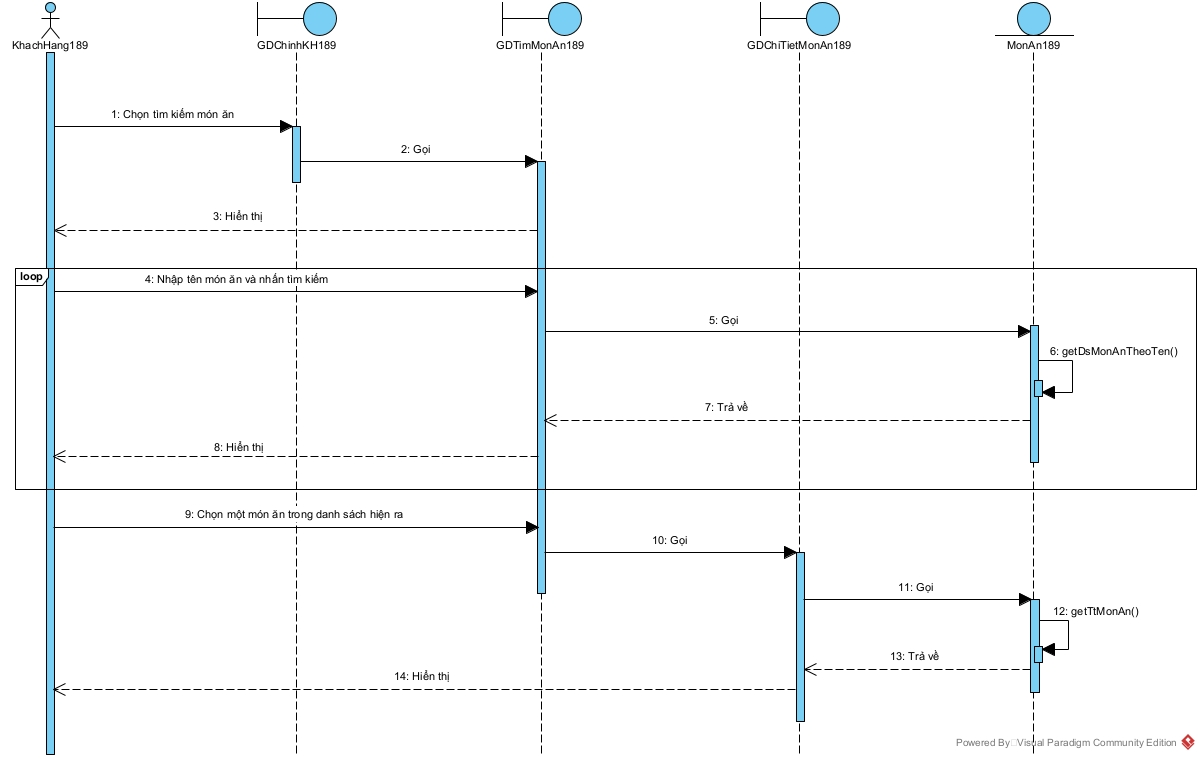 KhachHang189
GDChinhKH189
GDTimMonAn189
GDChiTietMonAn189
MonAn189
1: Chọn tìm kiếm món ăn
2: Gọi
3: Hiển thị
loop
4: Nhập tên món ăn và nhấn tìm kiếm
5: Gọi
6: getDsMonAnTheoTen()
7: Trả về
8: Hiển thị
9: Chọn một món ăn trong danh sách hiện ra
10: Gọi
11: Gọi
12: getTtMonAn()
13: Trả về
14: Hiển thị
Powered By Visual Paradigm Community Edition